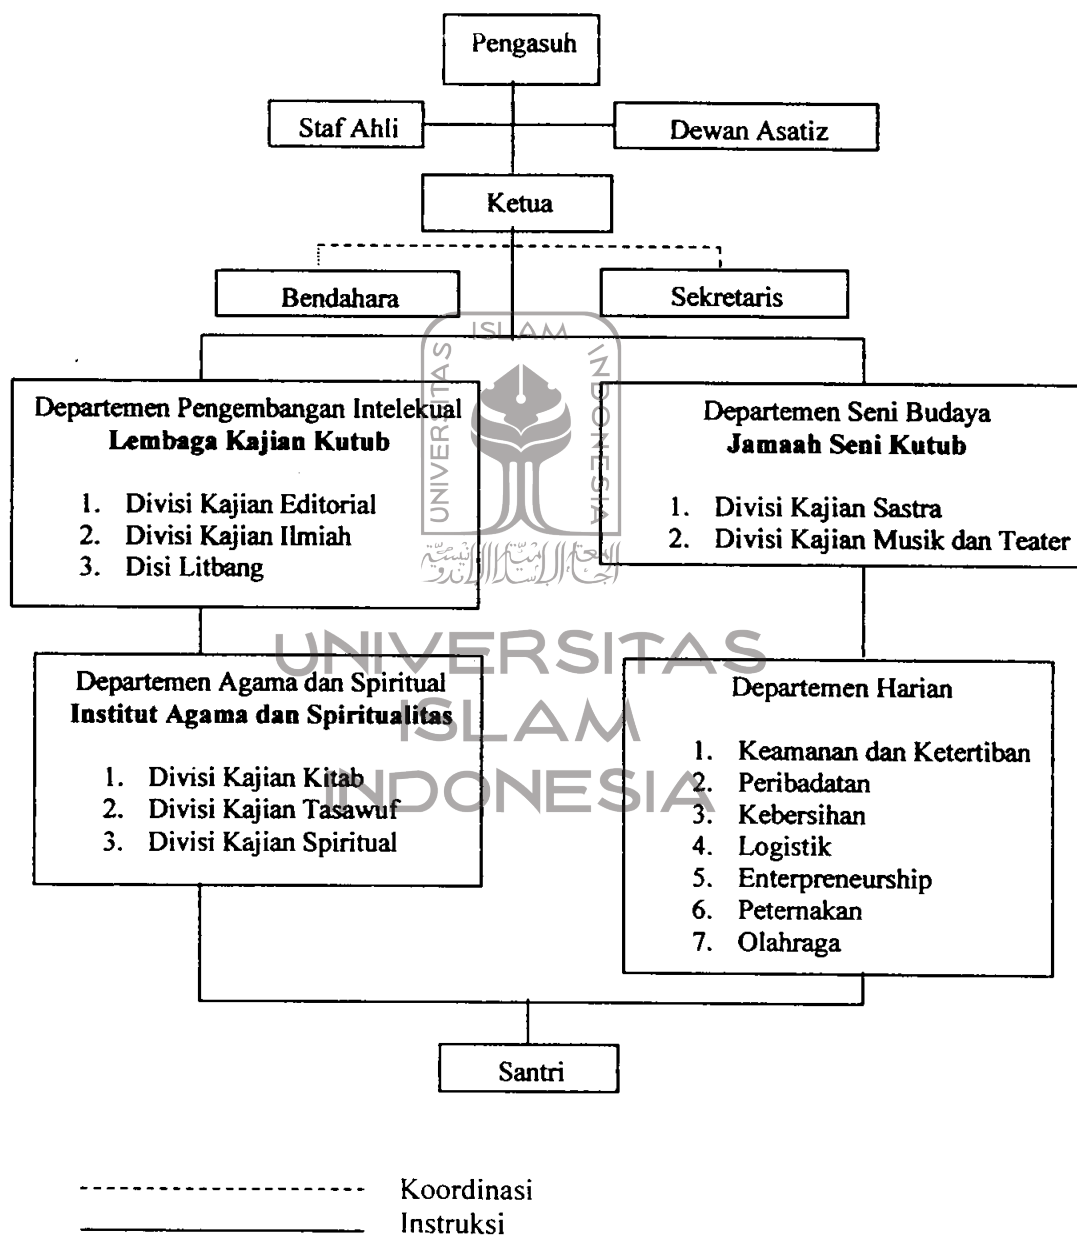 Pengasuh
Staf Ahli
Dewan Asatiz
Ketua
Bendahara
Sekretaris
Departemen Pengembangan Intelekual
Lembaga Kajian Kutub
1. Divisi Kajian Editorial
2. Divisi Kajian Ilmiah
3. Disi Litbang
Departemen Seni Budaya
Jamaah Seni Kutub
1. Divisi Kajian Sastra
2. Divisi Kajian Musik dan Teater
UNIVERSITAS
ISLAM
INDONESIA
UNIVERSITAS
ISLAM
INDONESIA
Departemen Agama dan Spiritual
Institut Agama dan Spiritualitas
1. Divisi Kajian Kitab
2. Divisi Kajian Tasawuf
3. Divisi Kajian Spiritual
Departemen Harian
1. Keamanan dan Ketertiban
2. Peribadatan
3. Kebersihan
4. Logistik
5. Enterpreneurship
6. Peternakan
7. Olahraga
Santri
Koordinasi
Instruksi